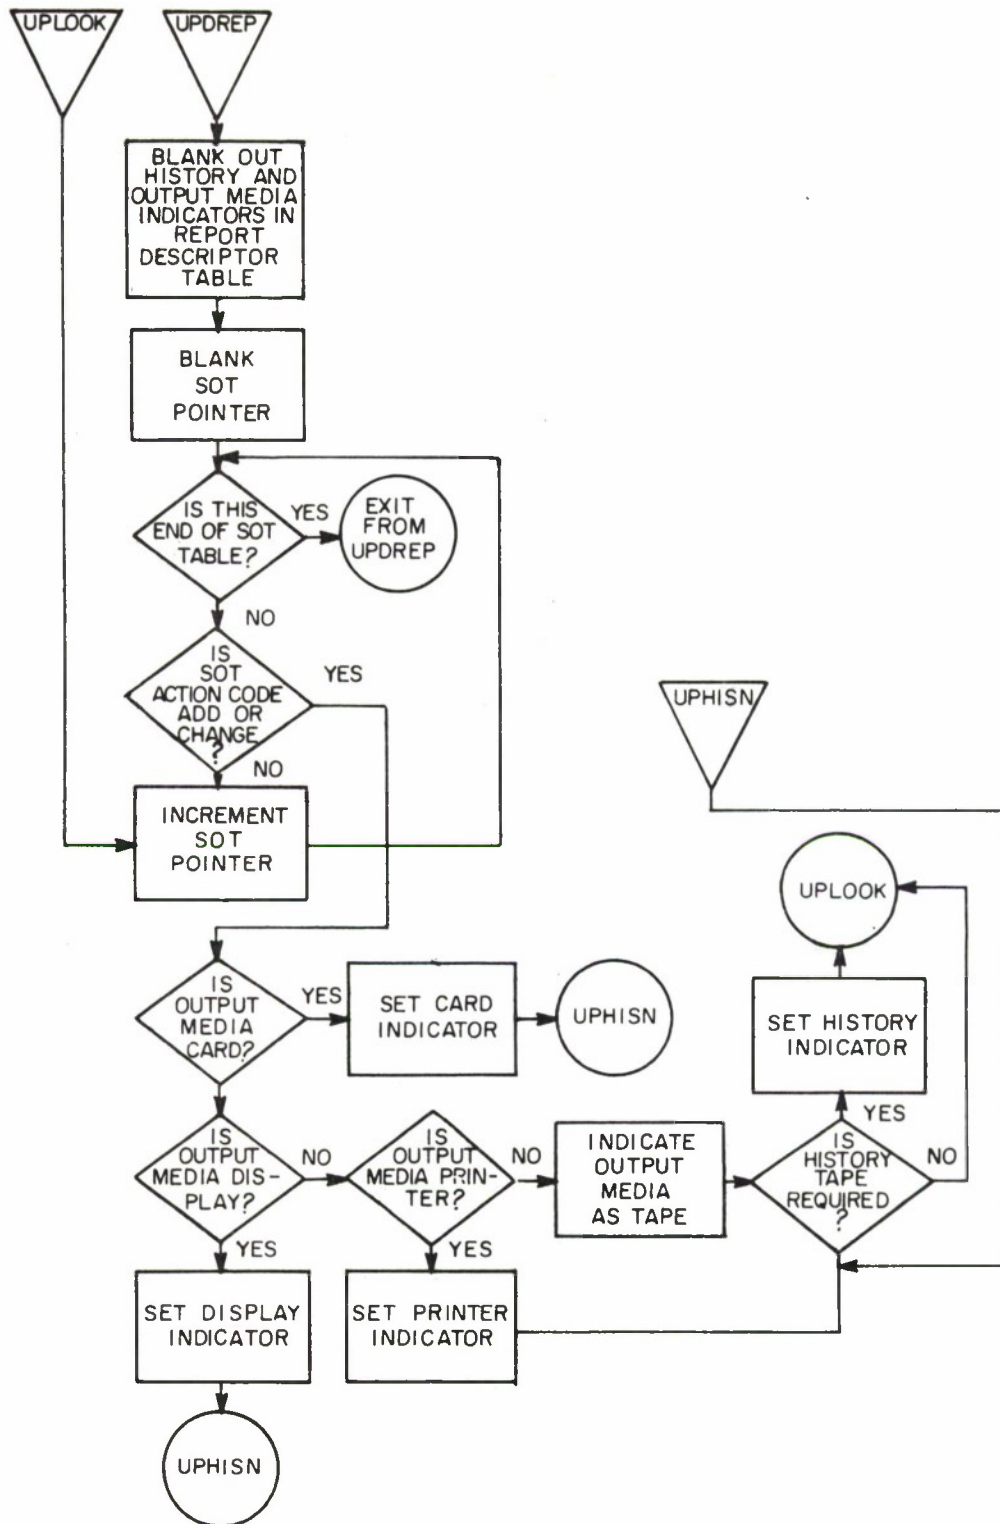 UPLOOK
UPDREP
BLANK OUT
HISTORY AND
OUTPUT MEDIA
INDICATORS IN
REPORT
DESCRIPTOR
TABLE
BLANK
SOT
POINTER
IS THIS
END OF SOT
TABLE?
YES
EXIT
FROM
UPDREP
NO
IS
SOT
ACTION CODE
ADD OR
CHANGE
?
YES
NO
INCREMENT
SOT
POINTER
UPHISN
UPLOOK
IS
OUTPUT
MEDIA
CARD?
YES
SET CARD
INDICATOR
UPHISN
SET HISTORY
INDICATOR
YES
IS
OUTPUT
MEDIA DIS-
PLAY?
NO
IS
OUTPUT
MEDIA PRIN-
TER?
NO
INDICATE
OUTPUT
MEDIA
AS TAPE
IS
HISTORY
TAPE
REQUIRED
?
NO
YES
YES
SET DISPLAY
INDICATOR
SET PRINTER
INDICATOR
UPHISN